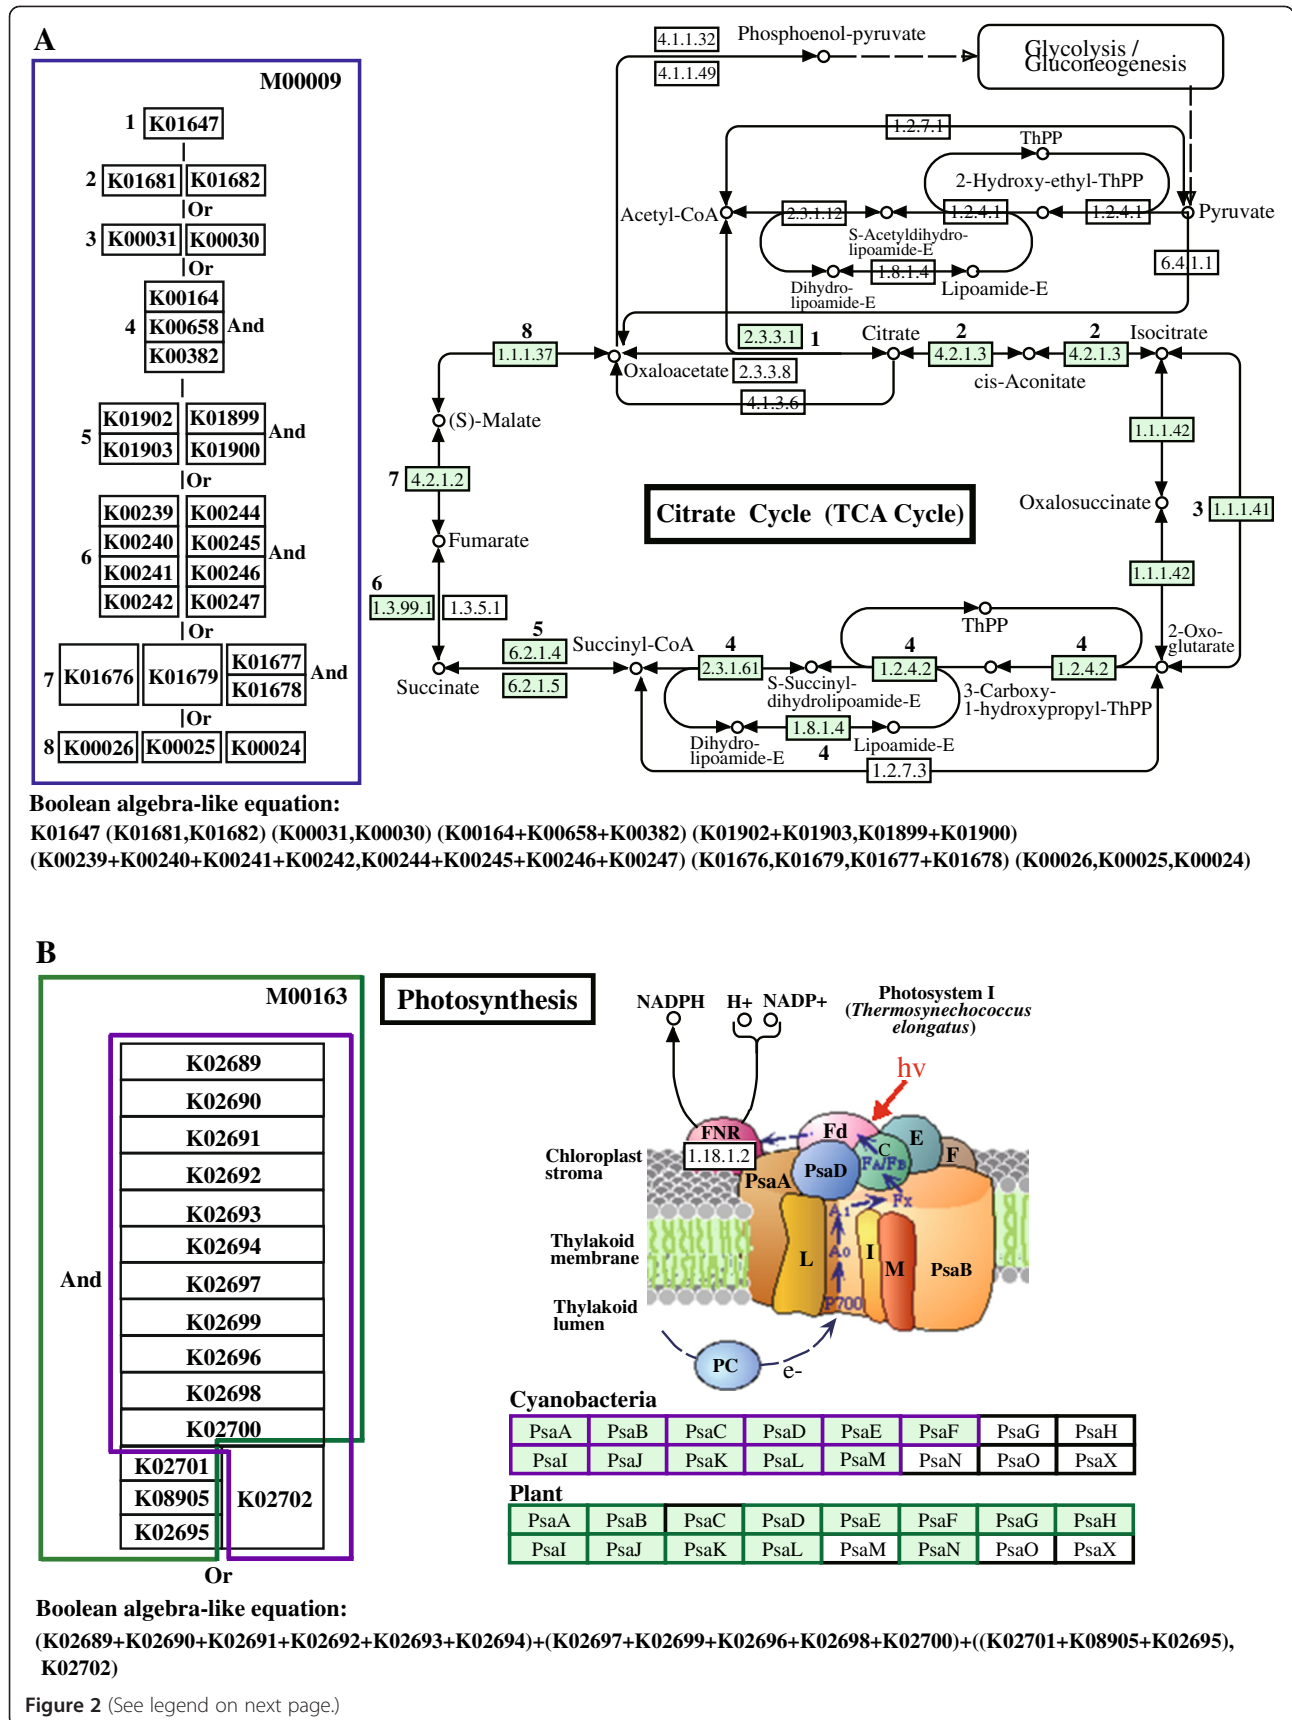 A
M00009
1 K01647
2 K01681 K01682
Or
3 K00031 K00030
Or
K00164
4 K00658 And
K00382
K01902 K01899
5 And
K01903 K01900
Or
K00239 K00244
K00240 K00245
6 And
K00241 K00246
K00242 K00247
Or
7 K01676 K01679 K01677 And
K01678
Or
8 K00026 K00025 K00024
4.1.1.32
4.1.1.49
Phosphoenol-pyruvate
Glycolysis /
Gluconeogenesis
1.2.7.1
ThPP
2-Hydroxy-ethyl-ThPP
Acetyl-CoA
2.3.1.12
1.2.4.1
1.2.4.1
Pyruvate
S-Acetyldihydro-
lipoamide-E
1.8.1.4
6.4.1.1
Dihydro-
lipoamide-E
Lipoamide-E
8
1.1.1.37
Oxaloacetate
2.3.3.1
1
2.3.3.8
4.1.3.6
Citrate
2
4.2.1.3
cis-Aconitate
2
4.2.1.3
Isocitrate
(S)-Malate
1.1.1.42
7 4.2.1.2
Citrate Cycle (TCA Cycle)
Oxalosuccinate
3 1.1.1.41
Fumarate
1.1.1.42
6
1.3.99.1
1.3.5.1
ThPP
2-Oxo-
glutarate
5
6.2.1.4
6.2.1.5
Succinate
Succinyl-CoA
4
2.3.1.61
4
1.2.4.2
4
1.2.4.2
S-Succinyl-
dihydrolipoamide-E
3-Carboxy-
1-hydroxypropyl-ThPP
1.8.1.4
4
Dihydro-
lipoamide-E
Lipoamide-E
1.2.7.3
Boolean algebra-like equation:
K01647 (K01681,K01682) (K00031,K00030) (K00164+K00658+K00382) (K01902+K01903,K01899+K01900)
(K00239+K00240+K00241+K00242,K00244+K00245+K00246+K00247) (K01676,K01679,K01677+K01678) (K00026,K00025,K00024)
B
M00163
K02689
K02690
K02691
K02692
K02693
K02694
And
K02697
K02699
K02696
K02698
K02700
K02701
K08905 K02702
K02695
Or
Photosynthesis
NADPH H+ NADP+
Photosystem I
(Thermosynechococcus
elongatus)
hv
FNR
1.18.1.2
Fd
E
C
F
FA/FB
PsaD
PsaA
FX
A1
Chloroplast
stroma
Thylakoid
membrane
L
A0
I
M
PsaB
Thylakoid
lumen
P700
PC
e-
Cyanobacteria
PsaA PsaB PsaC PsaD PsaE PsaF PsaG PsaH
PsaI PsaJ PsaK PsaL PsaM PsaN PsaO PsaX
Plant
PsaA PsaB PsaC PsaD PsaE PsaF PsaG PsaH
PsaI PsaJ PsaK PsaL PsaM PsaN PsaO PsaX
Boolean algebra-like equation:
(K02689+K02690+K02691+K02692+K02693+K02694)+(K02697+K02699+K02696+K02698+K02700)+((K02701+K08905+K02695),
K02702)
Figure 2 (See legend on next page.)